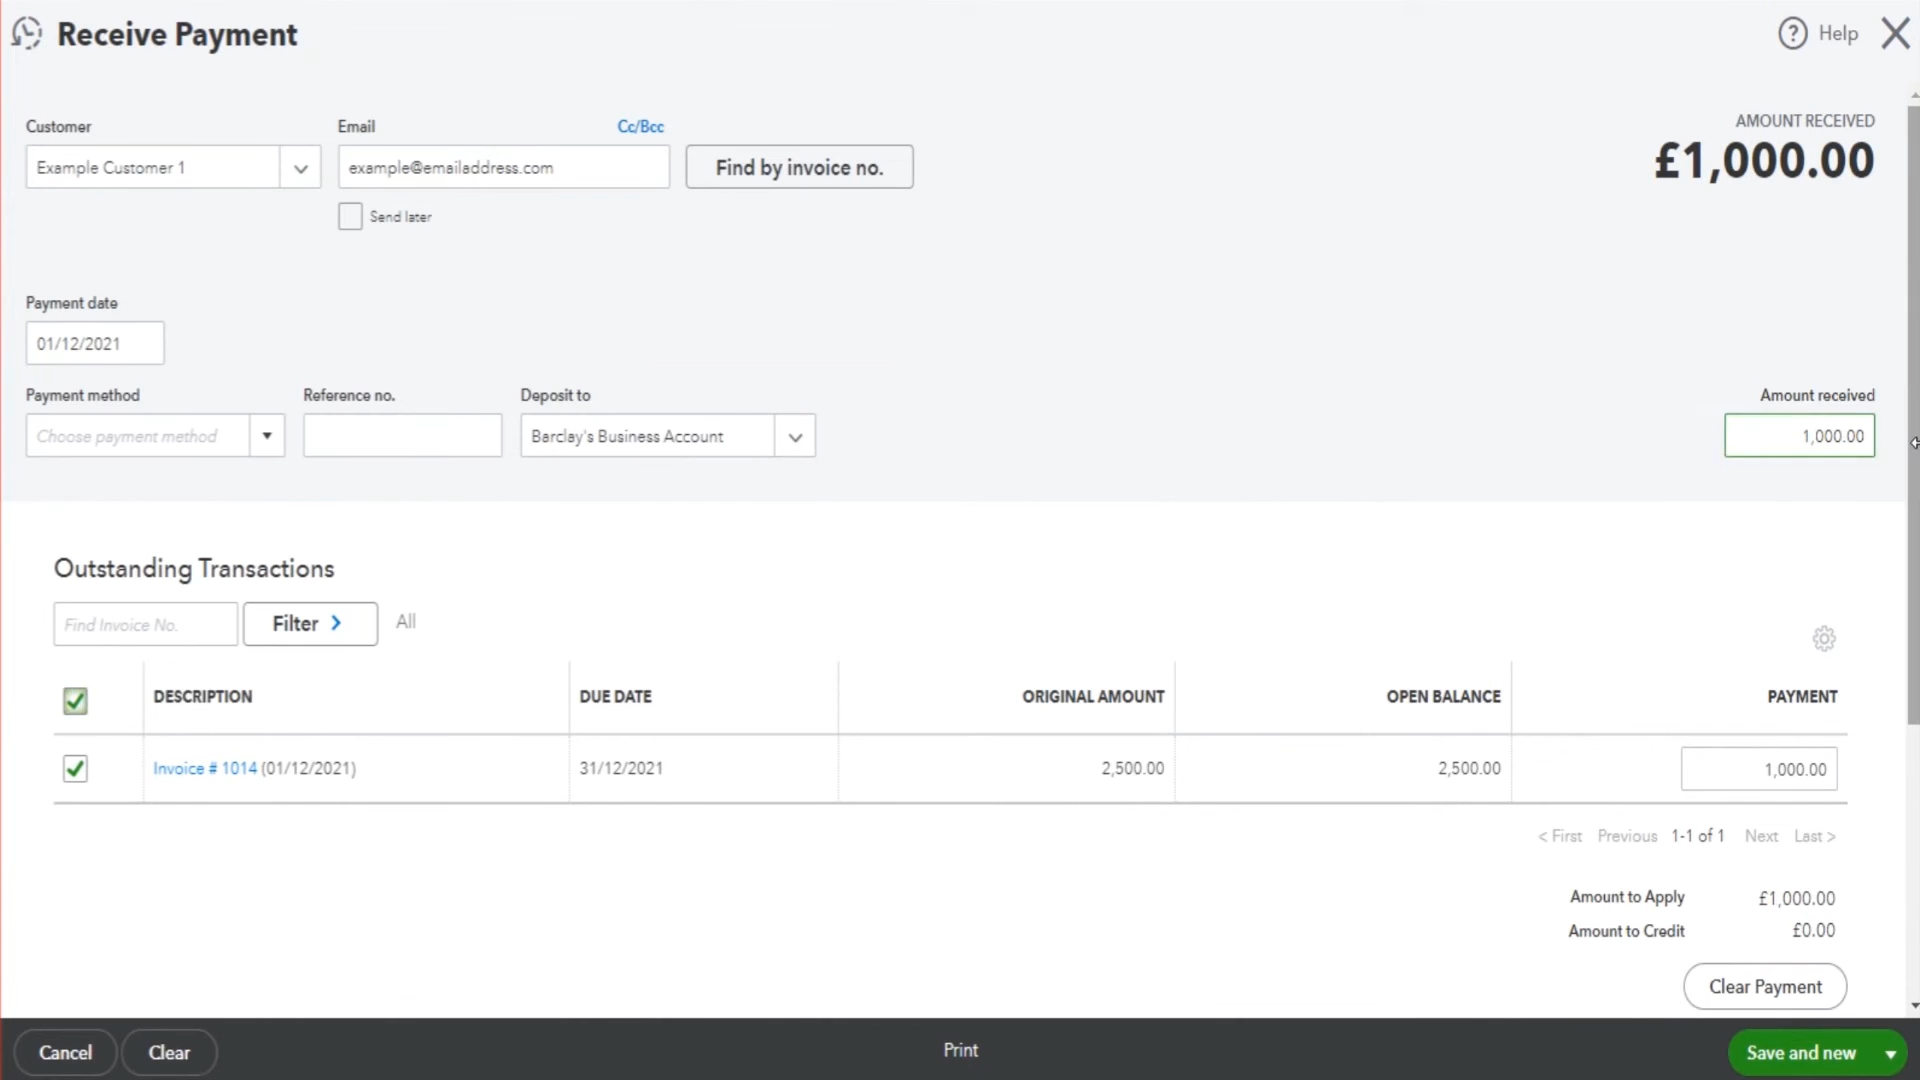 Receive Payment
? Help
Customer
Email
Cc/Bcc
AMOUNT RECEIVED
£1,000.00
Example Customer 1
example@emailaddress.com
Find by invoice no.
Send later
Payment date
01/12/2021
Payment method
Reference no.
Deposit to
Amount received
Choose payment method
Barclay's Business Account
1,000.00
Outstanding Transactions
Find Invoice No.
Filter >
All
DESCRIPTION
DUE DATE
ORIGINAL AMOUNT
OPEN BALANCE
PAYMENT
Invoice # 1014 (01/12/2021)
31/12/2021
2,500.00
2,500.00
1,000.00
< First Previous 1-1 of 1 Next Last >
Amount to Apply £1,000.00
Amount to Credit £0.00
Clear Payment
Cancel
Clear
Print
Save and new